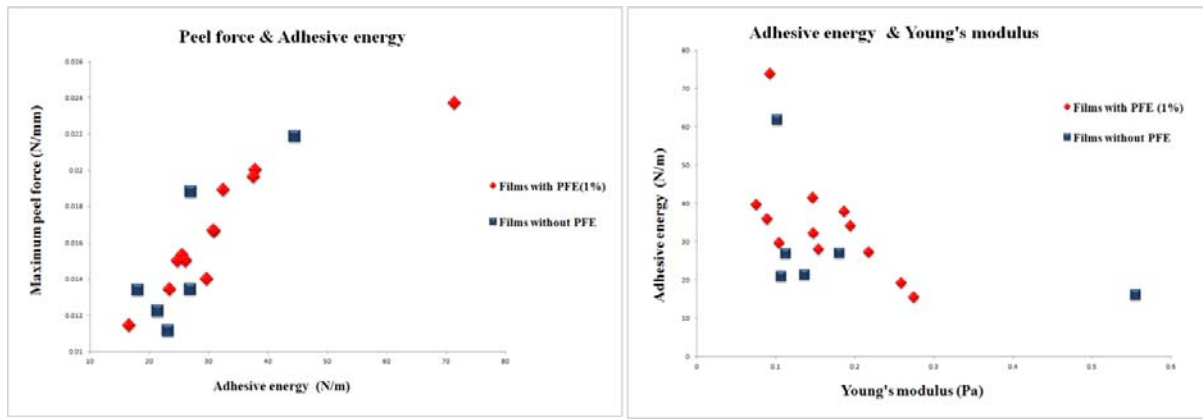 Peel force & Adhesive energy
Maximum peel force (N/mm)
0.026
0.024
0.022
0.02
0.018
0.016
0.014
0.012
0.01
10 20 30 40 50 60 70 80
Adhesive energy (N/m)
Films with PFE(1%)
Films without PFE
Adhesive energy & Young's modulus
Adhesive energy (N/m)
80
70
60
50
40
30
20
10
0
0 0.1 0.2 0.3 0.4 0.5 0.6
Young's modulus (Pa)
Films with PFE (1%)
Films without PFE